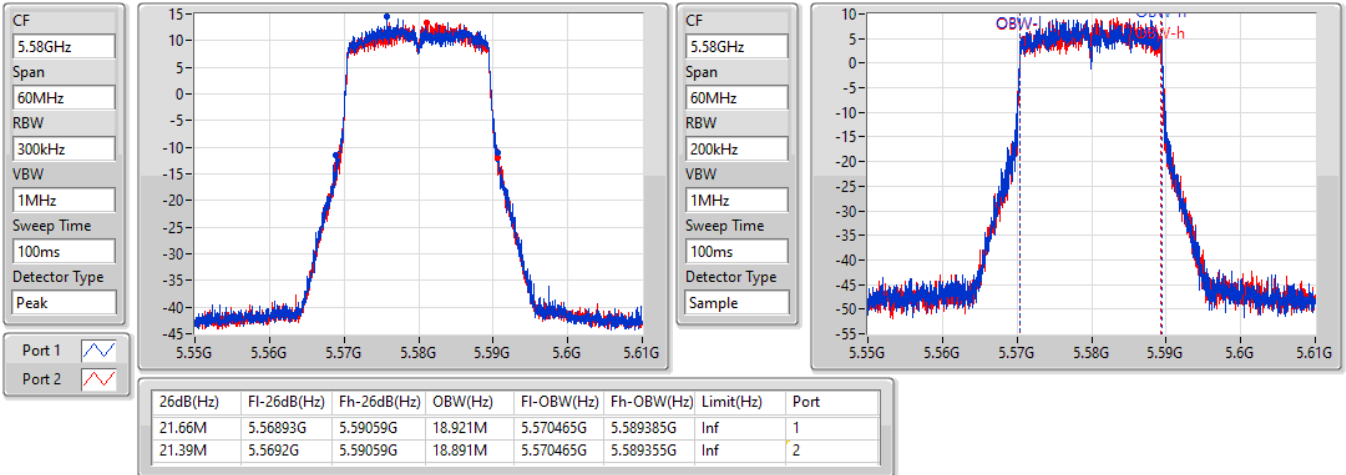 CF
5.58GHz
Span
60MHz
RBW
300kHz
VBW
1MHz
Sweep Time
100ms
Detector Type
Peak
Port 1
Port 2
15
10
5
0
-5
-10
-15
-20
-25
-30
-35
-40
-45
5.55G 5.56G 5.57G 5.58G 5.59G 5.6G 5.61G
CF
5.58GHz
Span
60MHz
RBW
200kHz
VBW
1MHz
Sweep Time
100ms
Detector Type
Sample
10
5
0
-5
-10
-15
-20
-25
-30
-35
-40
-45
-50
-55
5.55G 5.56G 5.57G 5.58G 5.59G 5.6G 5.61G
26dB(Hz) Fl-26dB(Hz) Fh-26dB(Hz) OBW(Hz) Fl-OBW(Hz) Fh-OBW(Hz) Limit(Hz) Port
21.66M 5.56893G 5.59059G 18.921M 5.570465G 5.589385G Inf 1
21.39M 5.5692G 5.59059G 18.891M 5.570465G 5.589355G Inf 2